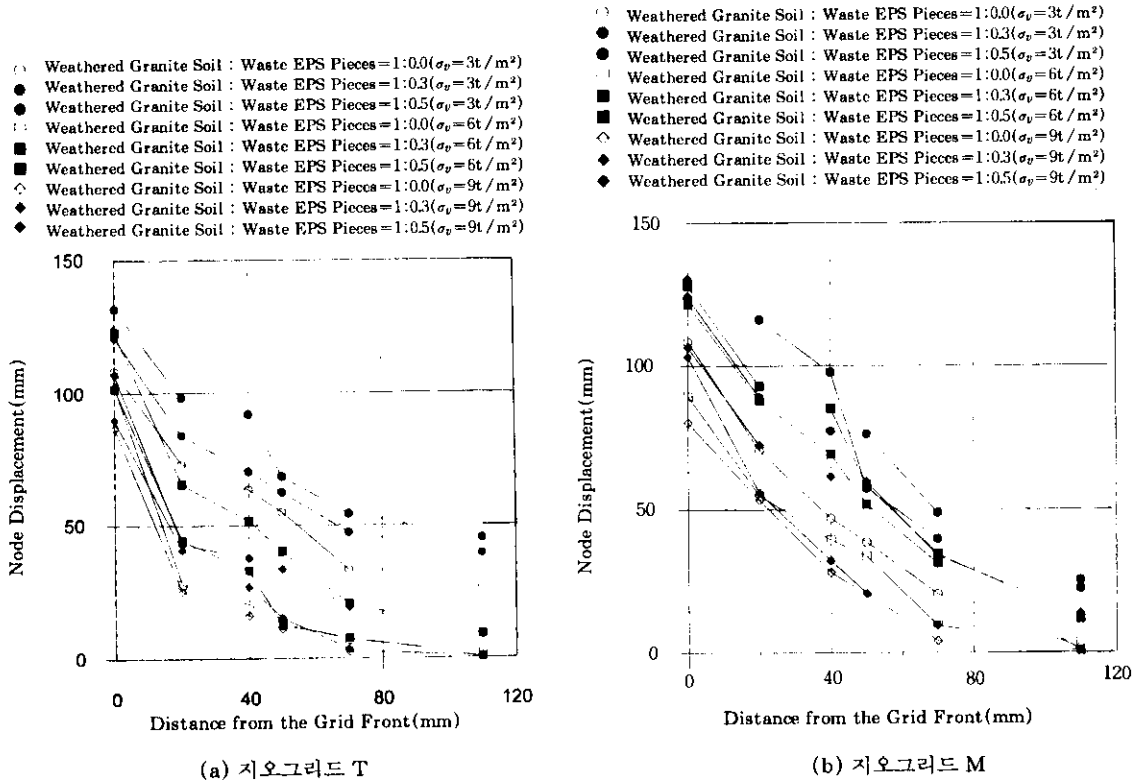 Weathered Granite Soil : Waste EPS Pieces=1:0.0(σv=3t/m²)
Weathered Granite Soil : Waste EPS Pieces=1:0.3(σv=3t/m²)
Weathered Granite Soil : Waste EPS Pieces=1:0.5(σv=3t/m²)
Weathered Granite Soil : Waste EPS Pieces=1:0.0(σv=6t/m²)
Weathered Granite Soil : Waste EPS Pieces=1:0.3(σv=6t/m²)
Weathered Granite Soil : Waste EPS Pieces=1:0.5(σv=6t/m²)
Weathered Granite Soil : Waste EPS Pieces=1:0.0(σv=9t/m²)
Weathered Granite Soil : Waste EPS Pieces=1:0.3(σv=9t/m²)
Weathered Granite Soil : Waste EPS Pieces=1:0.5(σv=9t/m²)
150
100
50
0
Node Displacement(mm)
0 40 80 120
Distance from the Grid Front(mm)
(a) 지오그리드 T
Weathered Granite Soil : Waste EPS Pieces=1:0.0(σv=3t/m²)
Weathered Granite Soil : Waste EPS Pieces=1:0.3(σv=3t/m²)
Weathered Granite Soil : Waste EPS Pieces=1:0.5(σv=3t/m²)
Weathered Granite Soil : Waste EPS Pieces=1:0.0(σv=6t/m²)
Weathered Granite Soil : Waste EPS Pieces=1:0.3(σv=6t/m²)
Weathered Granite Soil : Waste EPS Pieces=1:0.5(σv=6t/m²)
Weathered Granite Soil : Waste EPS Pieces=1:0.0(σv=9t/m²)
Weathered Granite Soil : Waste EPS Pieces=1:0.3(σv=9t/m²)
Weathered Granite Soil : Waste EPS Pieces=1:0.5(σv=9t/m²)
150
100
50
0
Node Displacement(mm)
0 40 80 120
Distance from the Grid Front(mm)
(b) 지오그리드 M